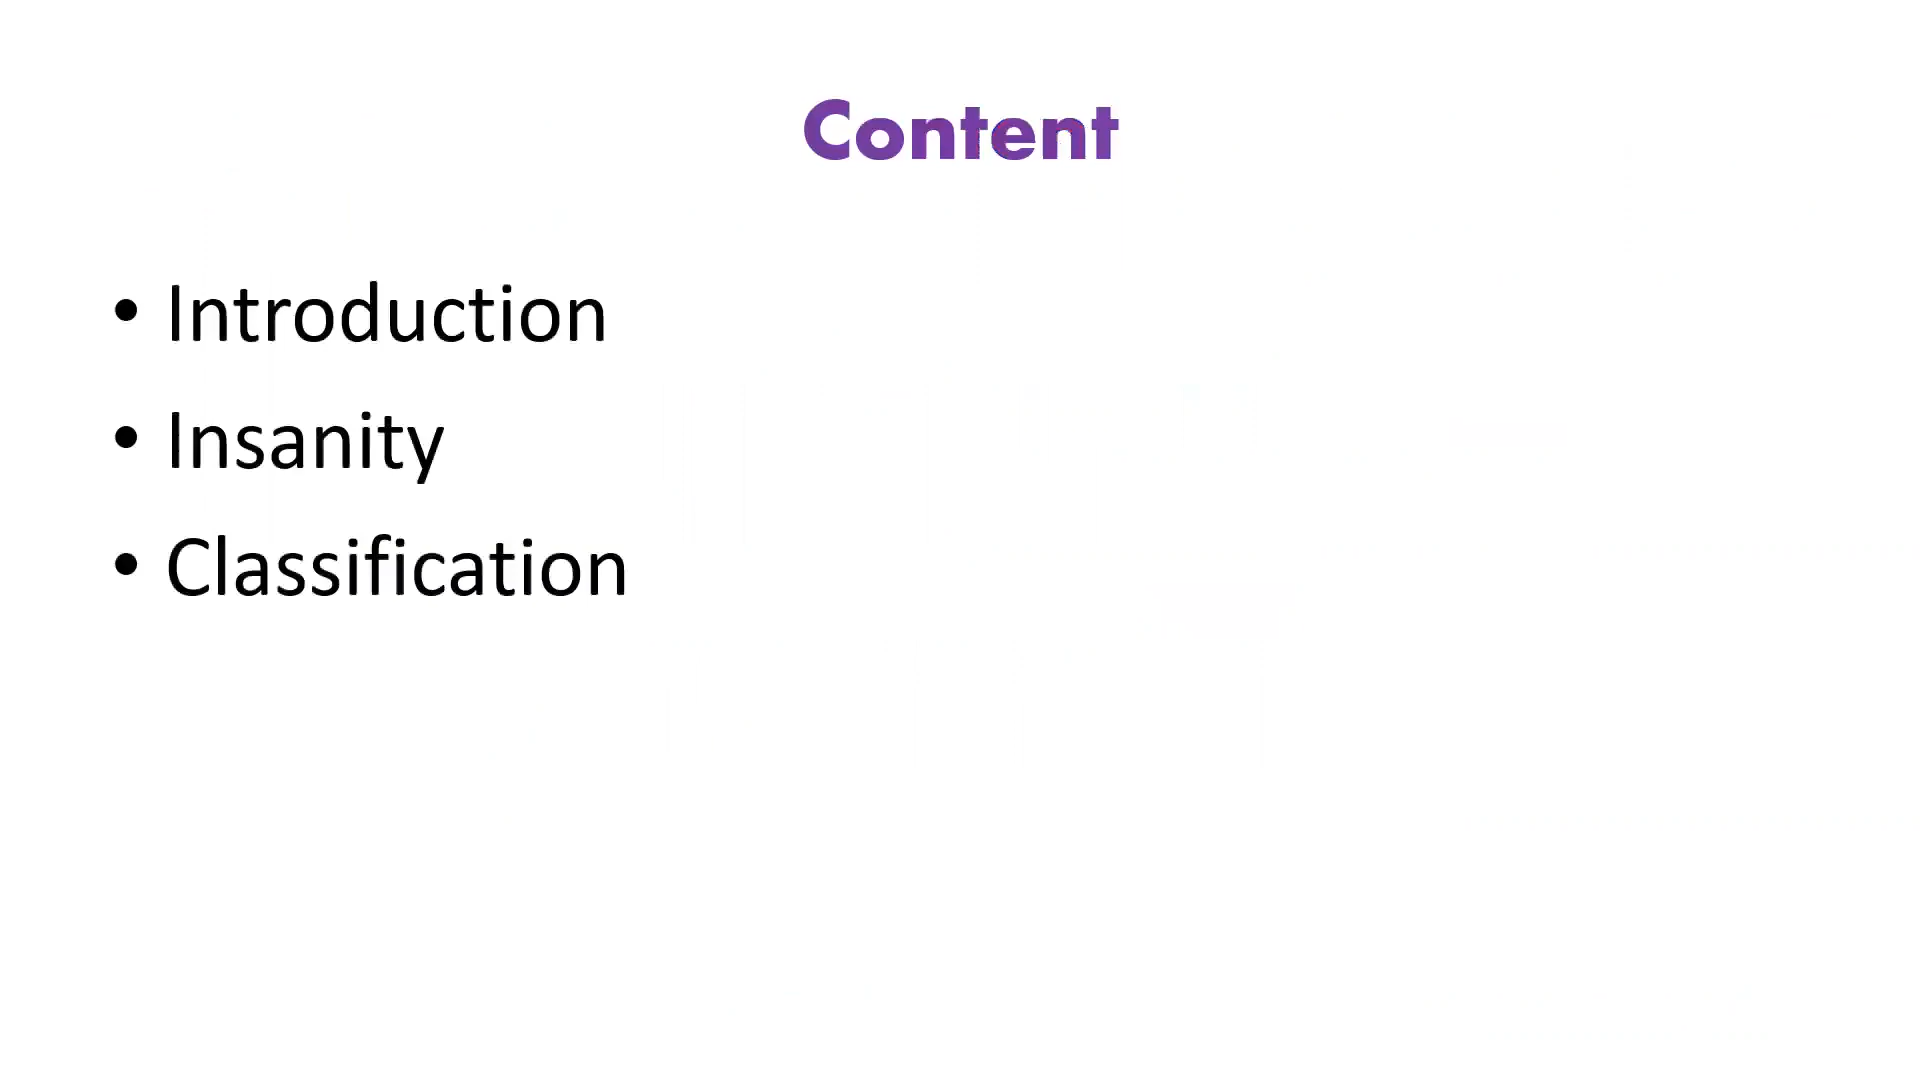 Content
• Introduction
• Insanity
• Classification